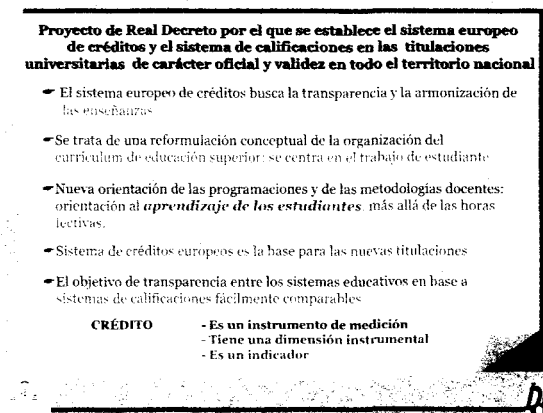 Proyecto de Real Decreto por el que se establece el sistema europeo
de créditos y el sistema de calificaciones en las titulaciones
universitarias de carácter oficial y validez en todo el territorio nacional
El sistema europeo de créditos busca la transparencia y la armonización de
las enseñanzas
Se trata de una reformulación conceptual de la organización del
curriculum de educación superior: se centra en el trabajo de estudiante
Nueva orientación de las programaciones y de las metodologías docentes:
orientación al aprendizaje de los estudiantes, más allá de las horas
lectivas.
Sistema de créditos europeos es la base para las nuevas titulaciones
El objetivo de transparencia entre los sistemas educativos en base a
sistemas de calificaciones fácilmente comparables
CRÉDITO - Es un instrumento de medición
- Tiene una dimensión instrumental
- Es un indicador